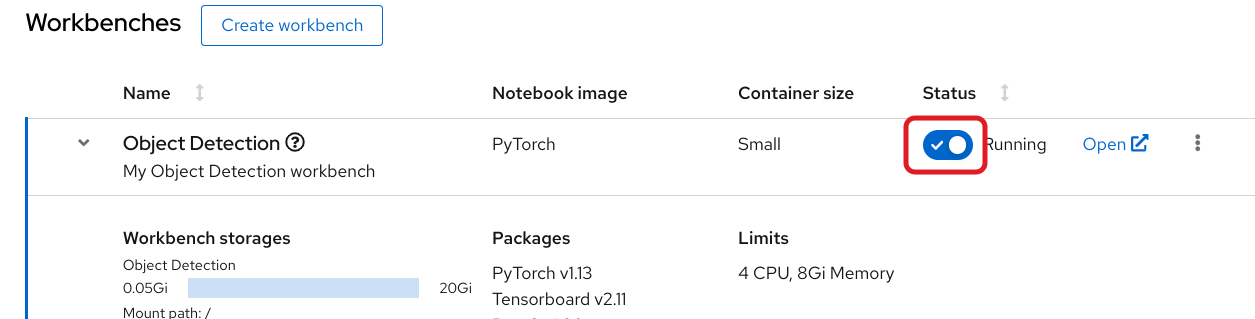 Workbenches Create workbench
Name Notebook image Container size Status
Object Detection PyTorch Small Running Open
My Object Detection workbench
Workbench storages Packages Limits
Object Detection PyTorch v1.13 4 CPU, 8Gi Memory
0.05Gi 20Gi Tensorboard v2.11
Mount path: /